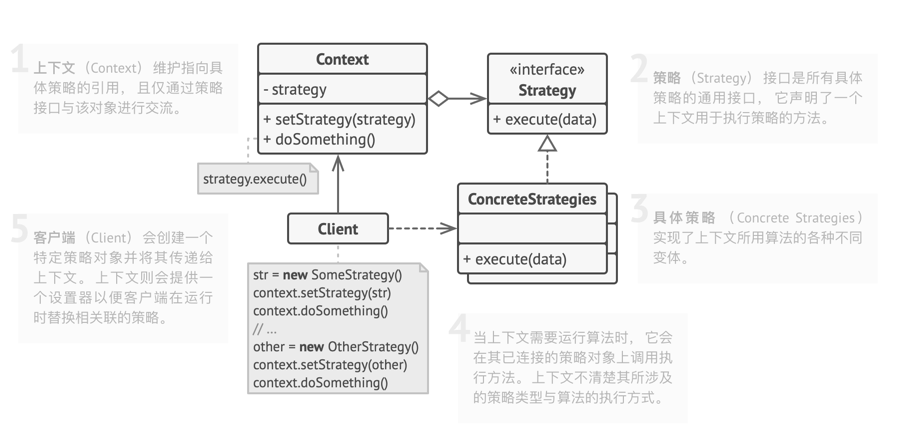 1
上下文 （Context） 维护指向具
体策略的引用， 且仅通过策略
接口与该对象进行交流。
Context
- strategy
+ setStrategy(strategy)
+ doSomething()
strategy.execute()
«interface»
Strategy
+ execute(data)
2
策略 （Strategy） 接口是所有具体
策略的通用接口， 它声明了一个
上下文用于执行策略的方法。
ConcreteStrategies
+ execute(data)
3
具体策略 （Concrete Strategies）
实现了上下文所用算法的各种不同
变体。
Client
str = new SomeStrategy()
context.setStrategy(str)
context.doSomething()
// ...
other = new OtherStrategy()
context.setStrategy(other)
context.doSomething()
4
当上下文需要运行算法时， 它会
在其已连接的策略对象上调用执
行方法。 上下文不清楚其所涉及
的策略类型与算法的执行方式。
5
客户端 （Client） 会创建一个
特定策略对象并将其传递给
上下文。 上下文则会提供一
个设置器以便客户端在运行
时替换相关联的策略。